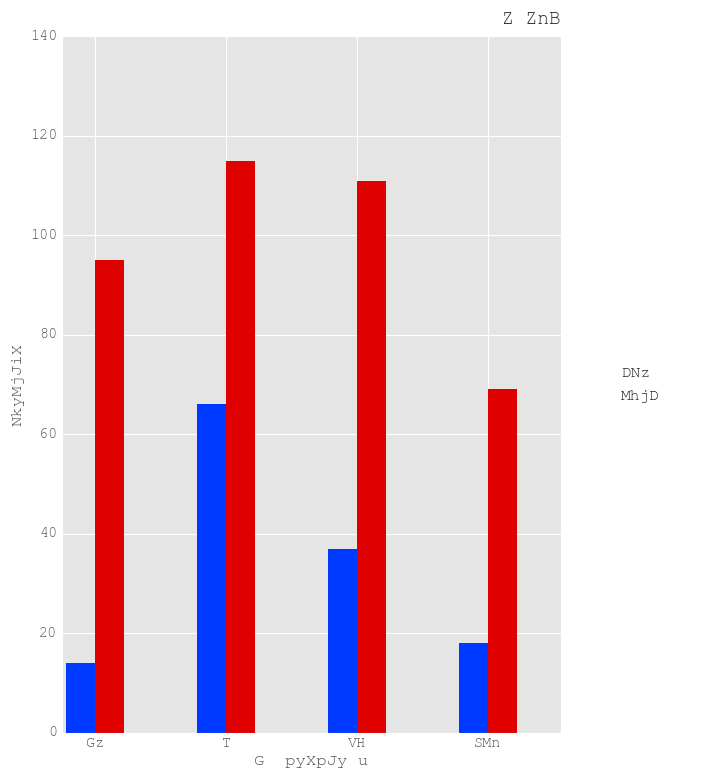 Z ZnB
140
120
100
80
60
40
20
0
NkyMjJiX
Gz T VH SMn
G  pyXpJy u
DNz
MhjD